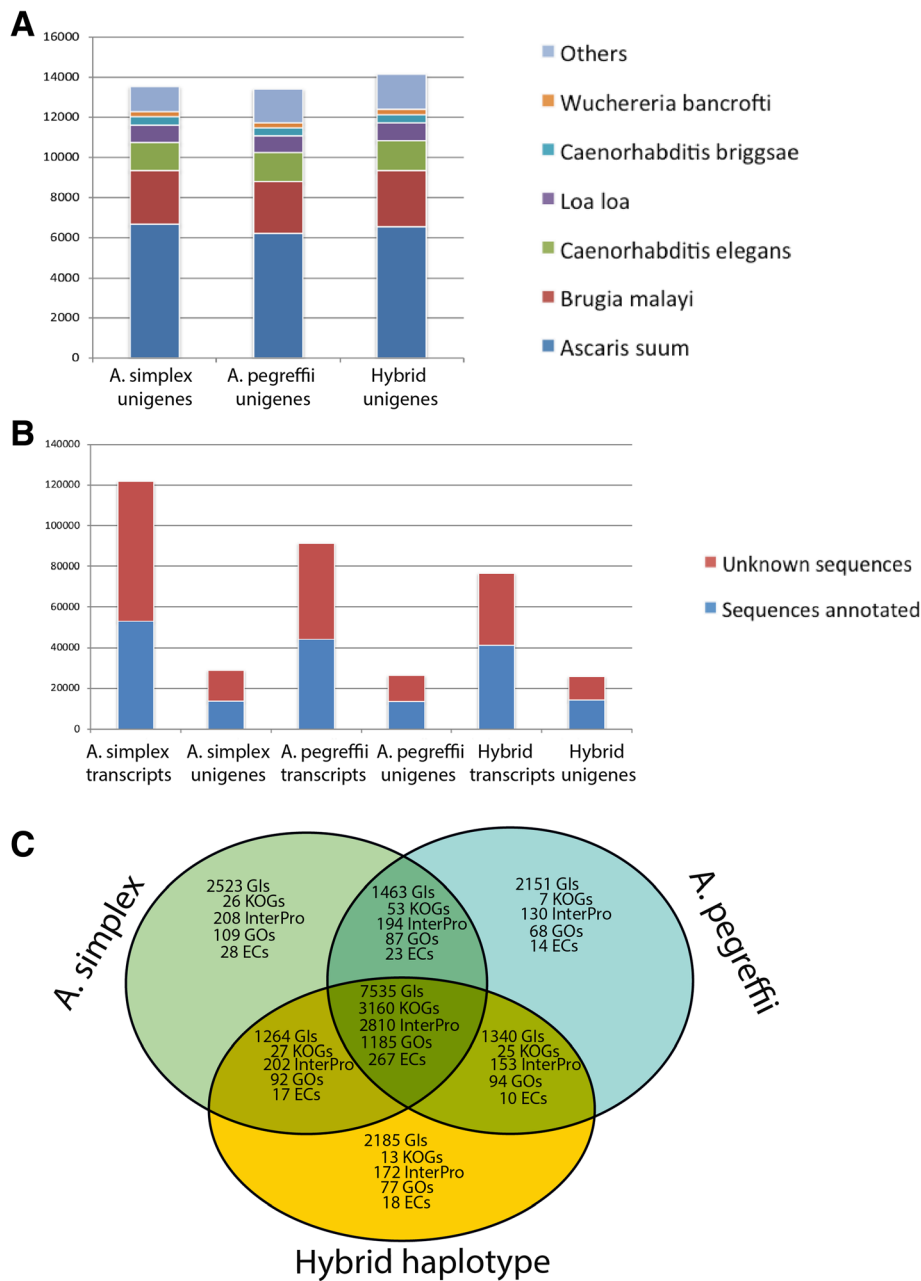 A
16000
14000
12000
10000
8000
6000
4000
2000
0
A. simplex
unigenes
A. pegreffii
unigenes
Hybrid
unigenes
Others
Wuchereria bancrofti
Caenorhabditis briggsae
Loa loa
Caenorhabditis elegans
Brugia malayi
Ascaris suum
B
140000
120000
100000
80000
60000
40000
20000
0
A. simplex
transcripts
A. simplex
unigenes
A. pegreffii
transcripts
A. pegreffii
unigenes
Hybrid
transcripts
Hybrid
unigenes
Unknown sequences
Sequences annotated
C
A. simplex
2523 GIs
26 KOGs
208 InterPro
109 GOs
28 ECs
1463 GIs
53 KOGs
194 InterPro
87 GOs
23 ECs
2151 GIs
7 KOGs
130 InterPro
68 GOs
14 ECs
A. pegreffii
7535 GIs
3160 KOGs
2810 InterPro
1185 GOs
267 ECs
1264 GIs
27 KOGs
202 InterPro
92 GOs
17 ECs
1340 GIs
25 KOGs
153 InterPro
94 GOs
10 ECs
2185 GIs
13 KOGs
172 InterPro
77 GOs
18 ECs
Hybrid haplotype